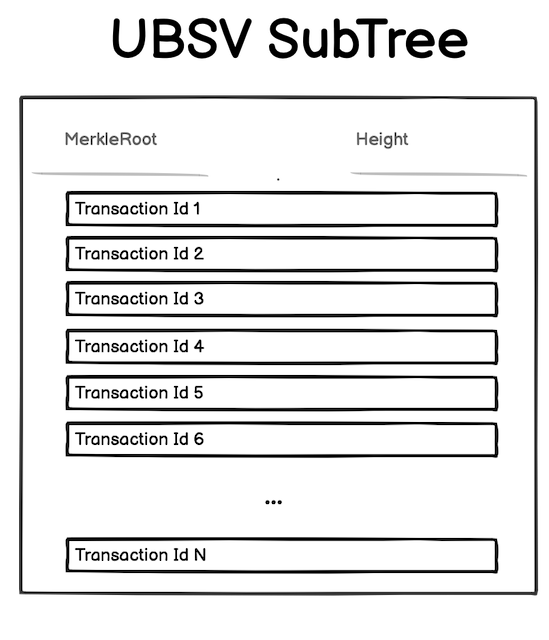 UBSV SubTree
MerkleRoot Height
Transaction Id 1
Transaction Id 2
Transaction Id 3
Transaction Id 4
Transaction Id 5
Transaction Id 6
...
Transaction Id N